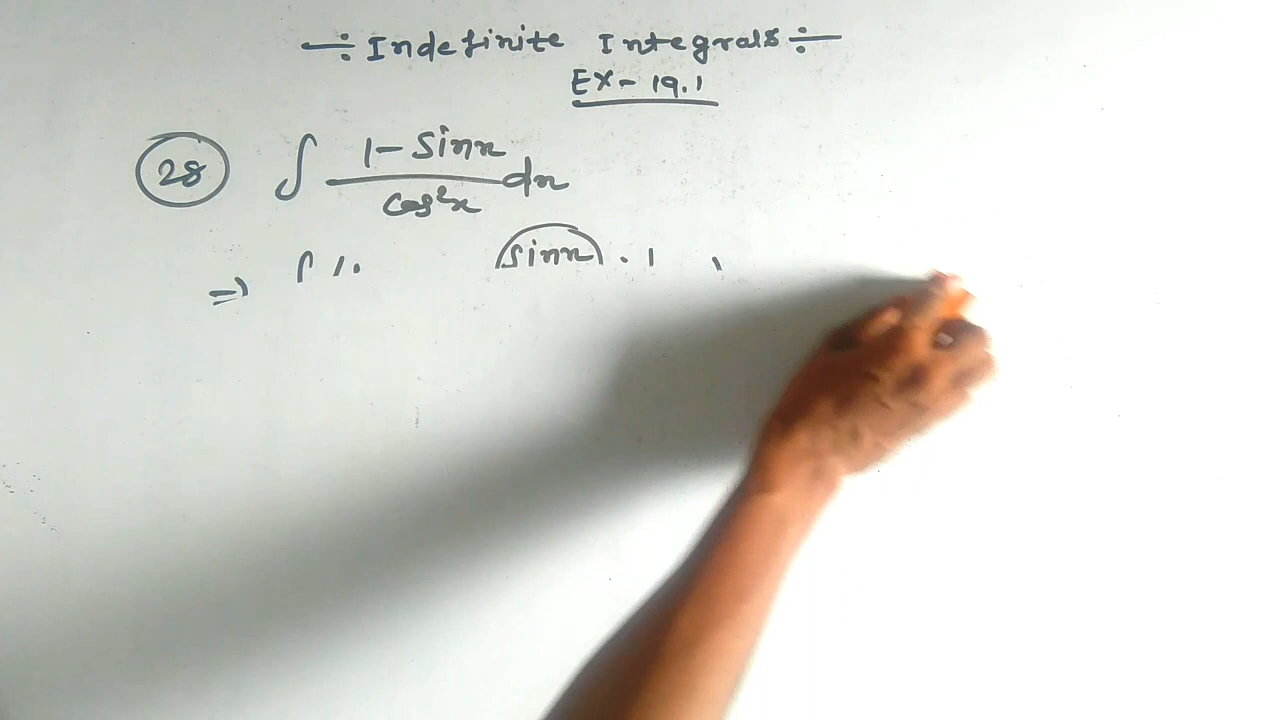 ÷ Indefinite Integrals ÷
EX- 19.1
28 ∫ (1 - sinx)/(cos²x) dx
⇒ sinx . 1